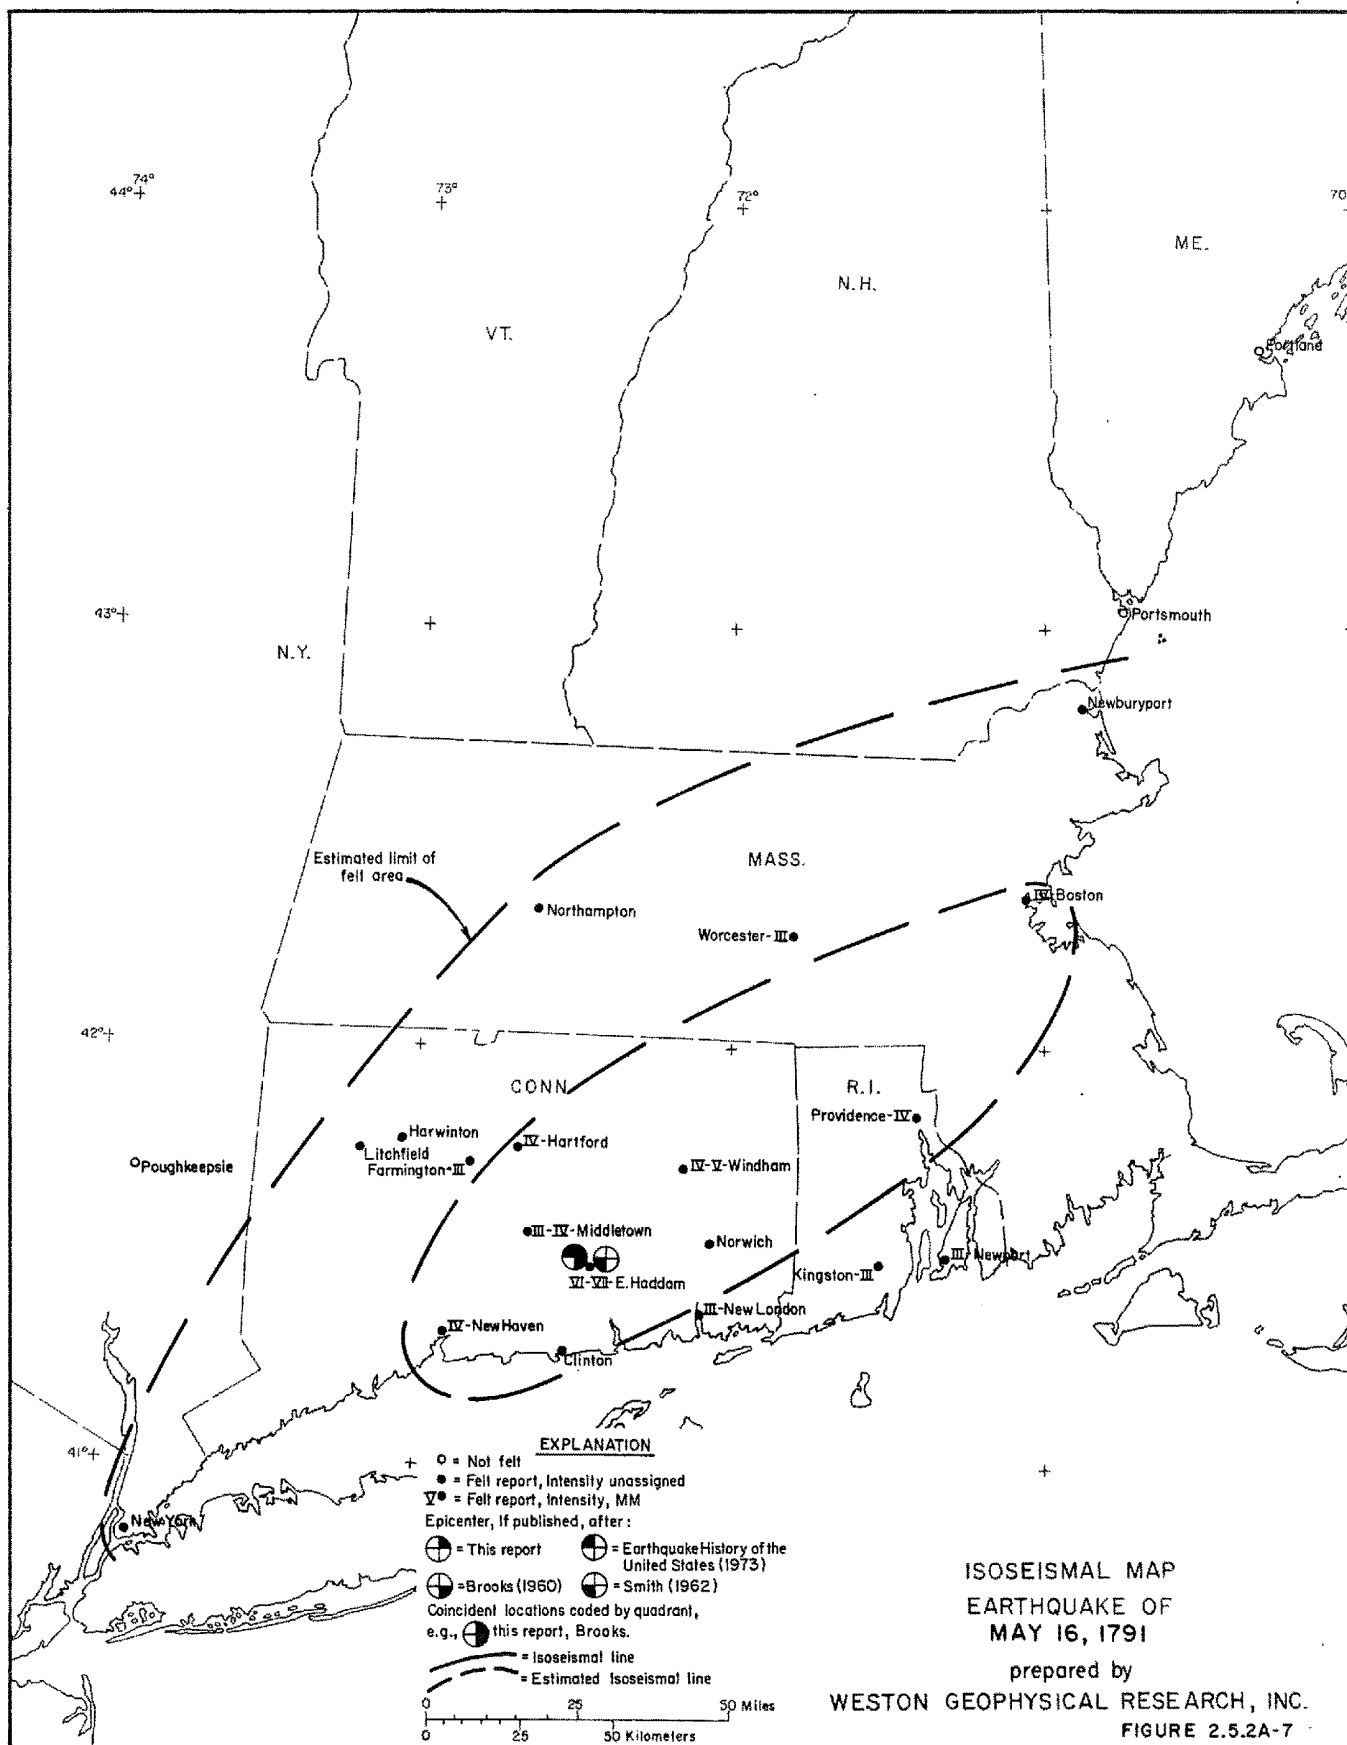 44° 74°
73°
72°
70
ME.
N.H.
VT.
Portland
43°
Portsmouth
N.Y.
Newburyport
Estimated limit of
felt area
MASS.
IV-Boston
Northampton
Worcester-III
42°
CONN.
R.I.
Providence-IV
Harwinton
IV-Hartford
Litchfield
Farmington-III
Poughkeepsie
IV-V-Windham
III-IV-Middletown
Norwich
III-Newport
Kingston-III
VI-VII-E. Haddam
III-New London
IV-New Haven
Clinton
41°
New York
EXPLANATION
= Not felt
= Felt report, Intensity unassigned
V = Felt report, Intensity, MM
Epicenter, If published, after:
= This report
= Earthquake History of the
United States (1973)
= Brooks (1960)
= Smith (1962)
Coincident locations coded by quadrant,
e.g., this report, Brooks.
= Isoseismal line
= Estimated Isoseismal line
0 25 50 Miles
0 25 50 Kilometers
ISOSEISMAL MAP
EARTHQUAKE OF
MAY 16, 1791
prepared by
WESTON GEOPHYSICAL RESEARCH, INC.
FIGURE 2.5.2A-7